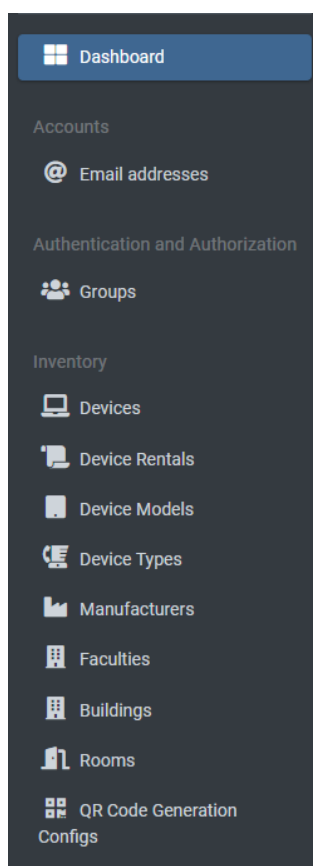 Dashboard
Accounts
Email addresses
Authentication and Authorization
Groups
Inventory
Devices
Device Rentals
Device Models
Device Types
Manufacturers
Faculties
Buildings
Rooms
QR Code Generation
Configs